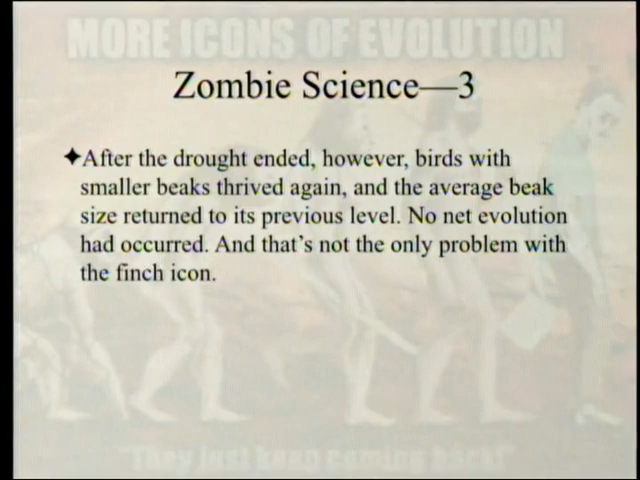 MORE ICONS OF EVOLUTION
Zombie Science—3
✦After the drought ended, however, birds with
smaller beaks thrived again, and the average beak
size returned to its previous level. No net evolution
had occurred. And that's not the only problem with
the finch icon.
"They just keep coming back!"